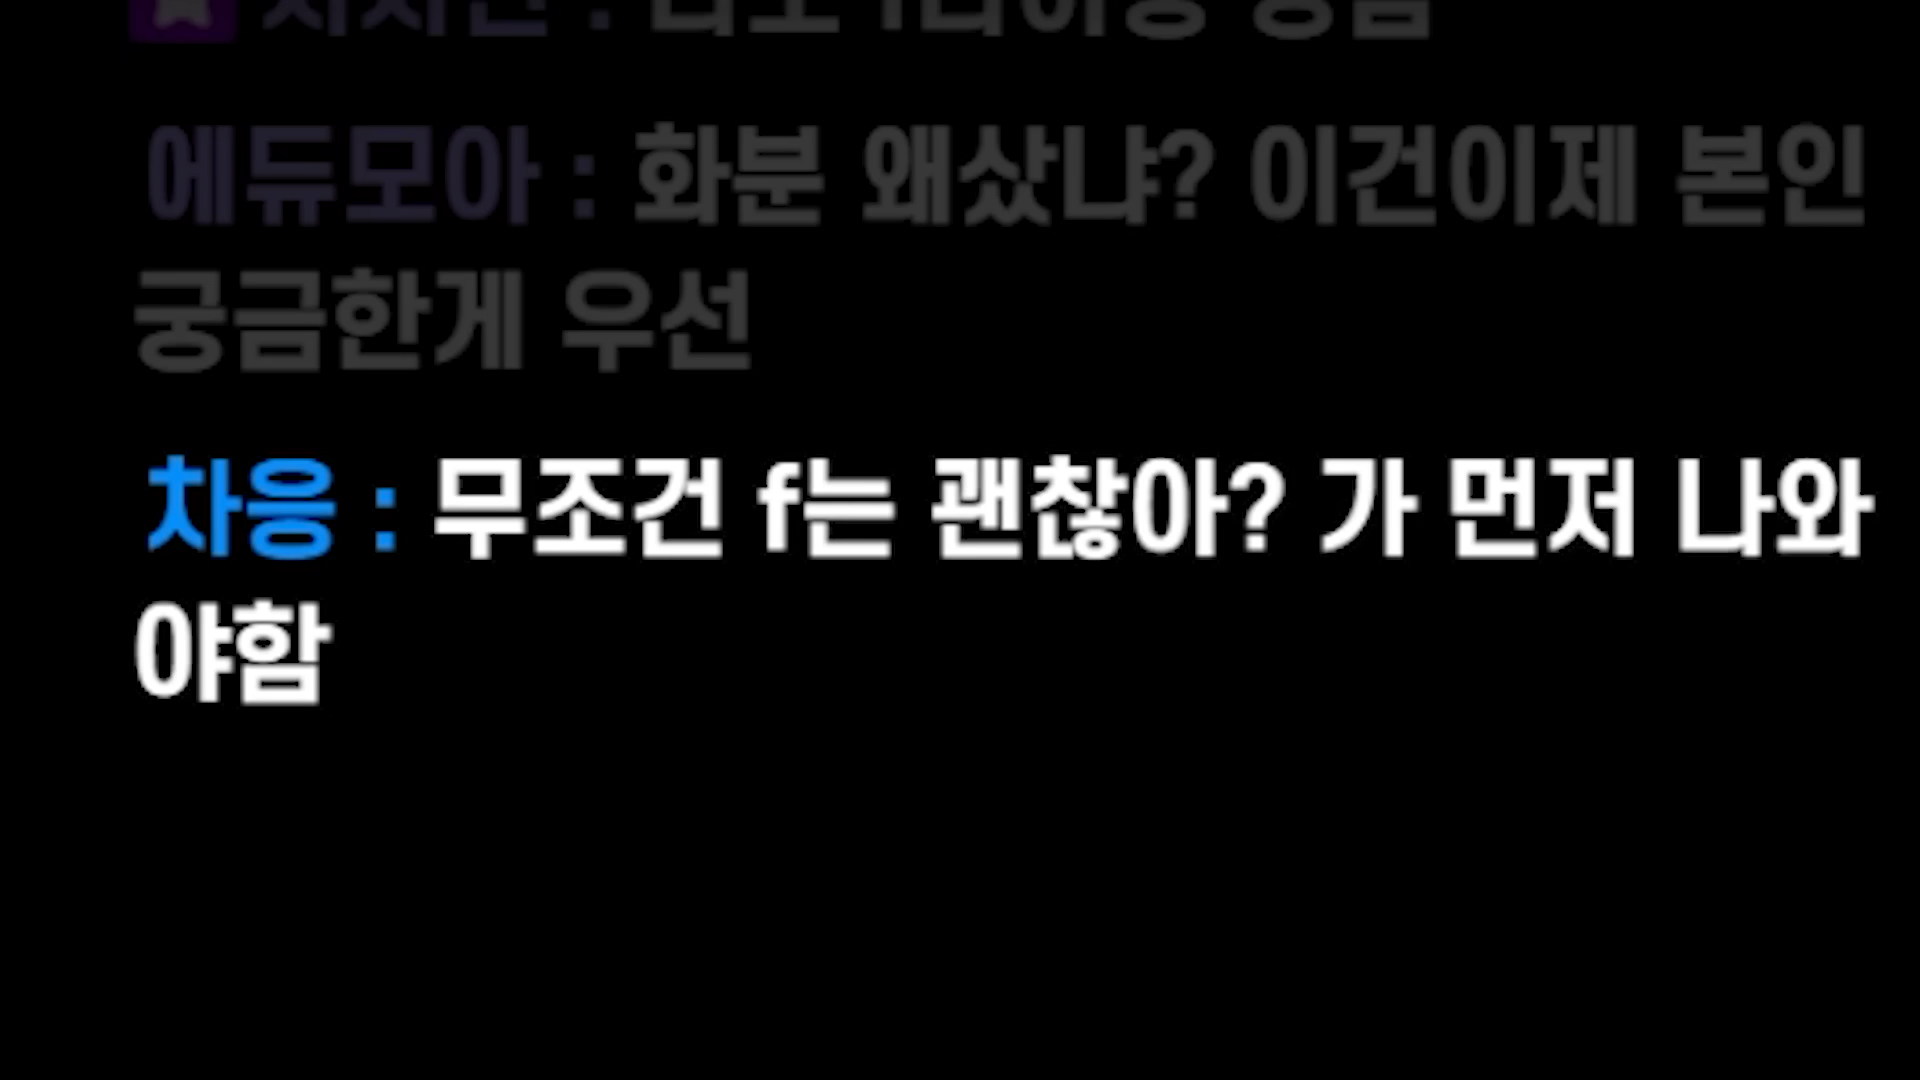 에듀모아 : 화분 왜샀냐? 이건이제 본인
궁금한게 우선
차응 : 무조건 f는 괜찮아? 가 먼저 나와
야함